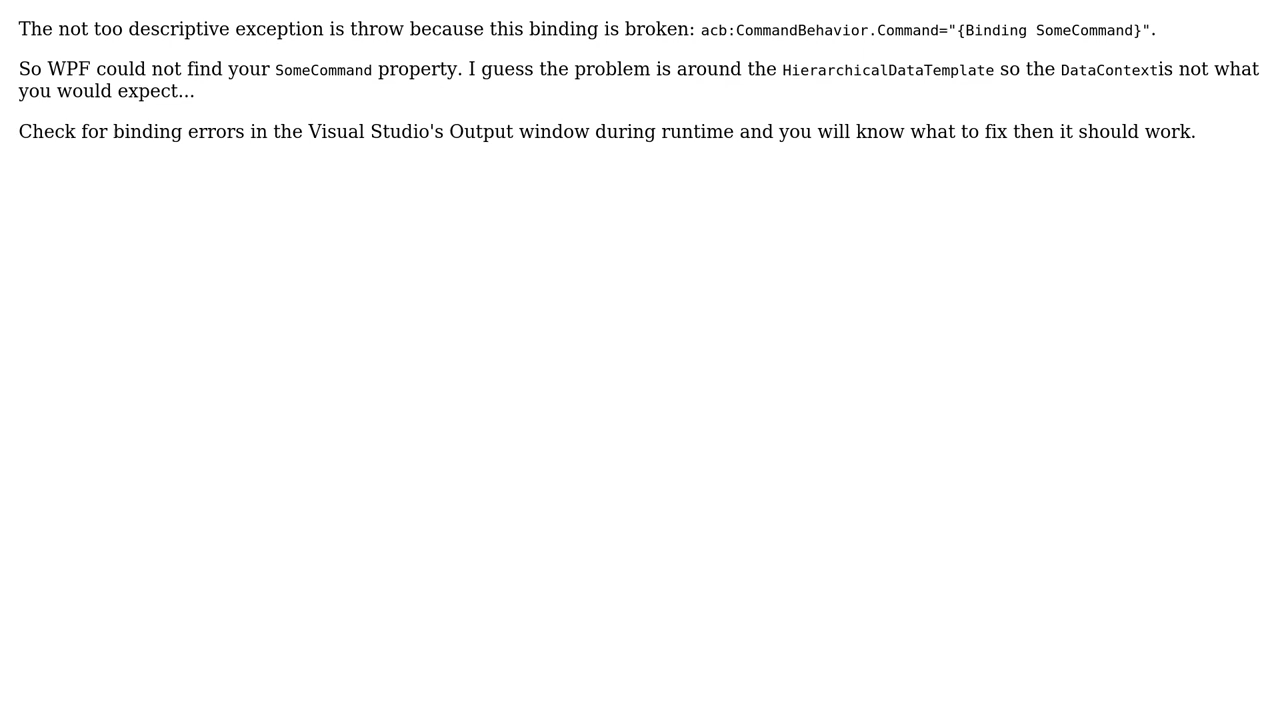 The not too descriptive exception is throw because this binding is broken: acb:CommandBehavior.Command="{Binding SomeCommand}".
So WPF could not find your SomeCommand property. I guess the problem is around the HierarchicalDataTemplate so the DataContextis not what
you would expect...
Check for binding errors in the Visual Studio's Output window during runtime and you will know what to fix then it should work.